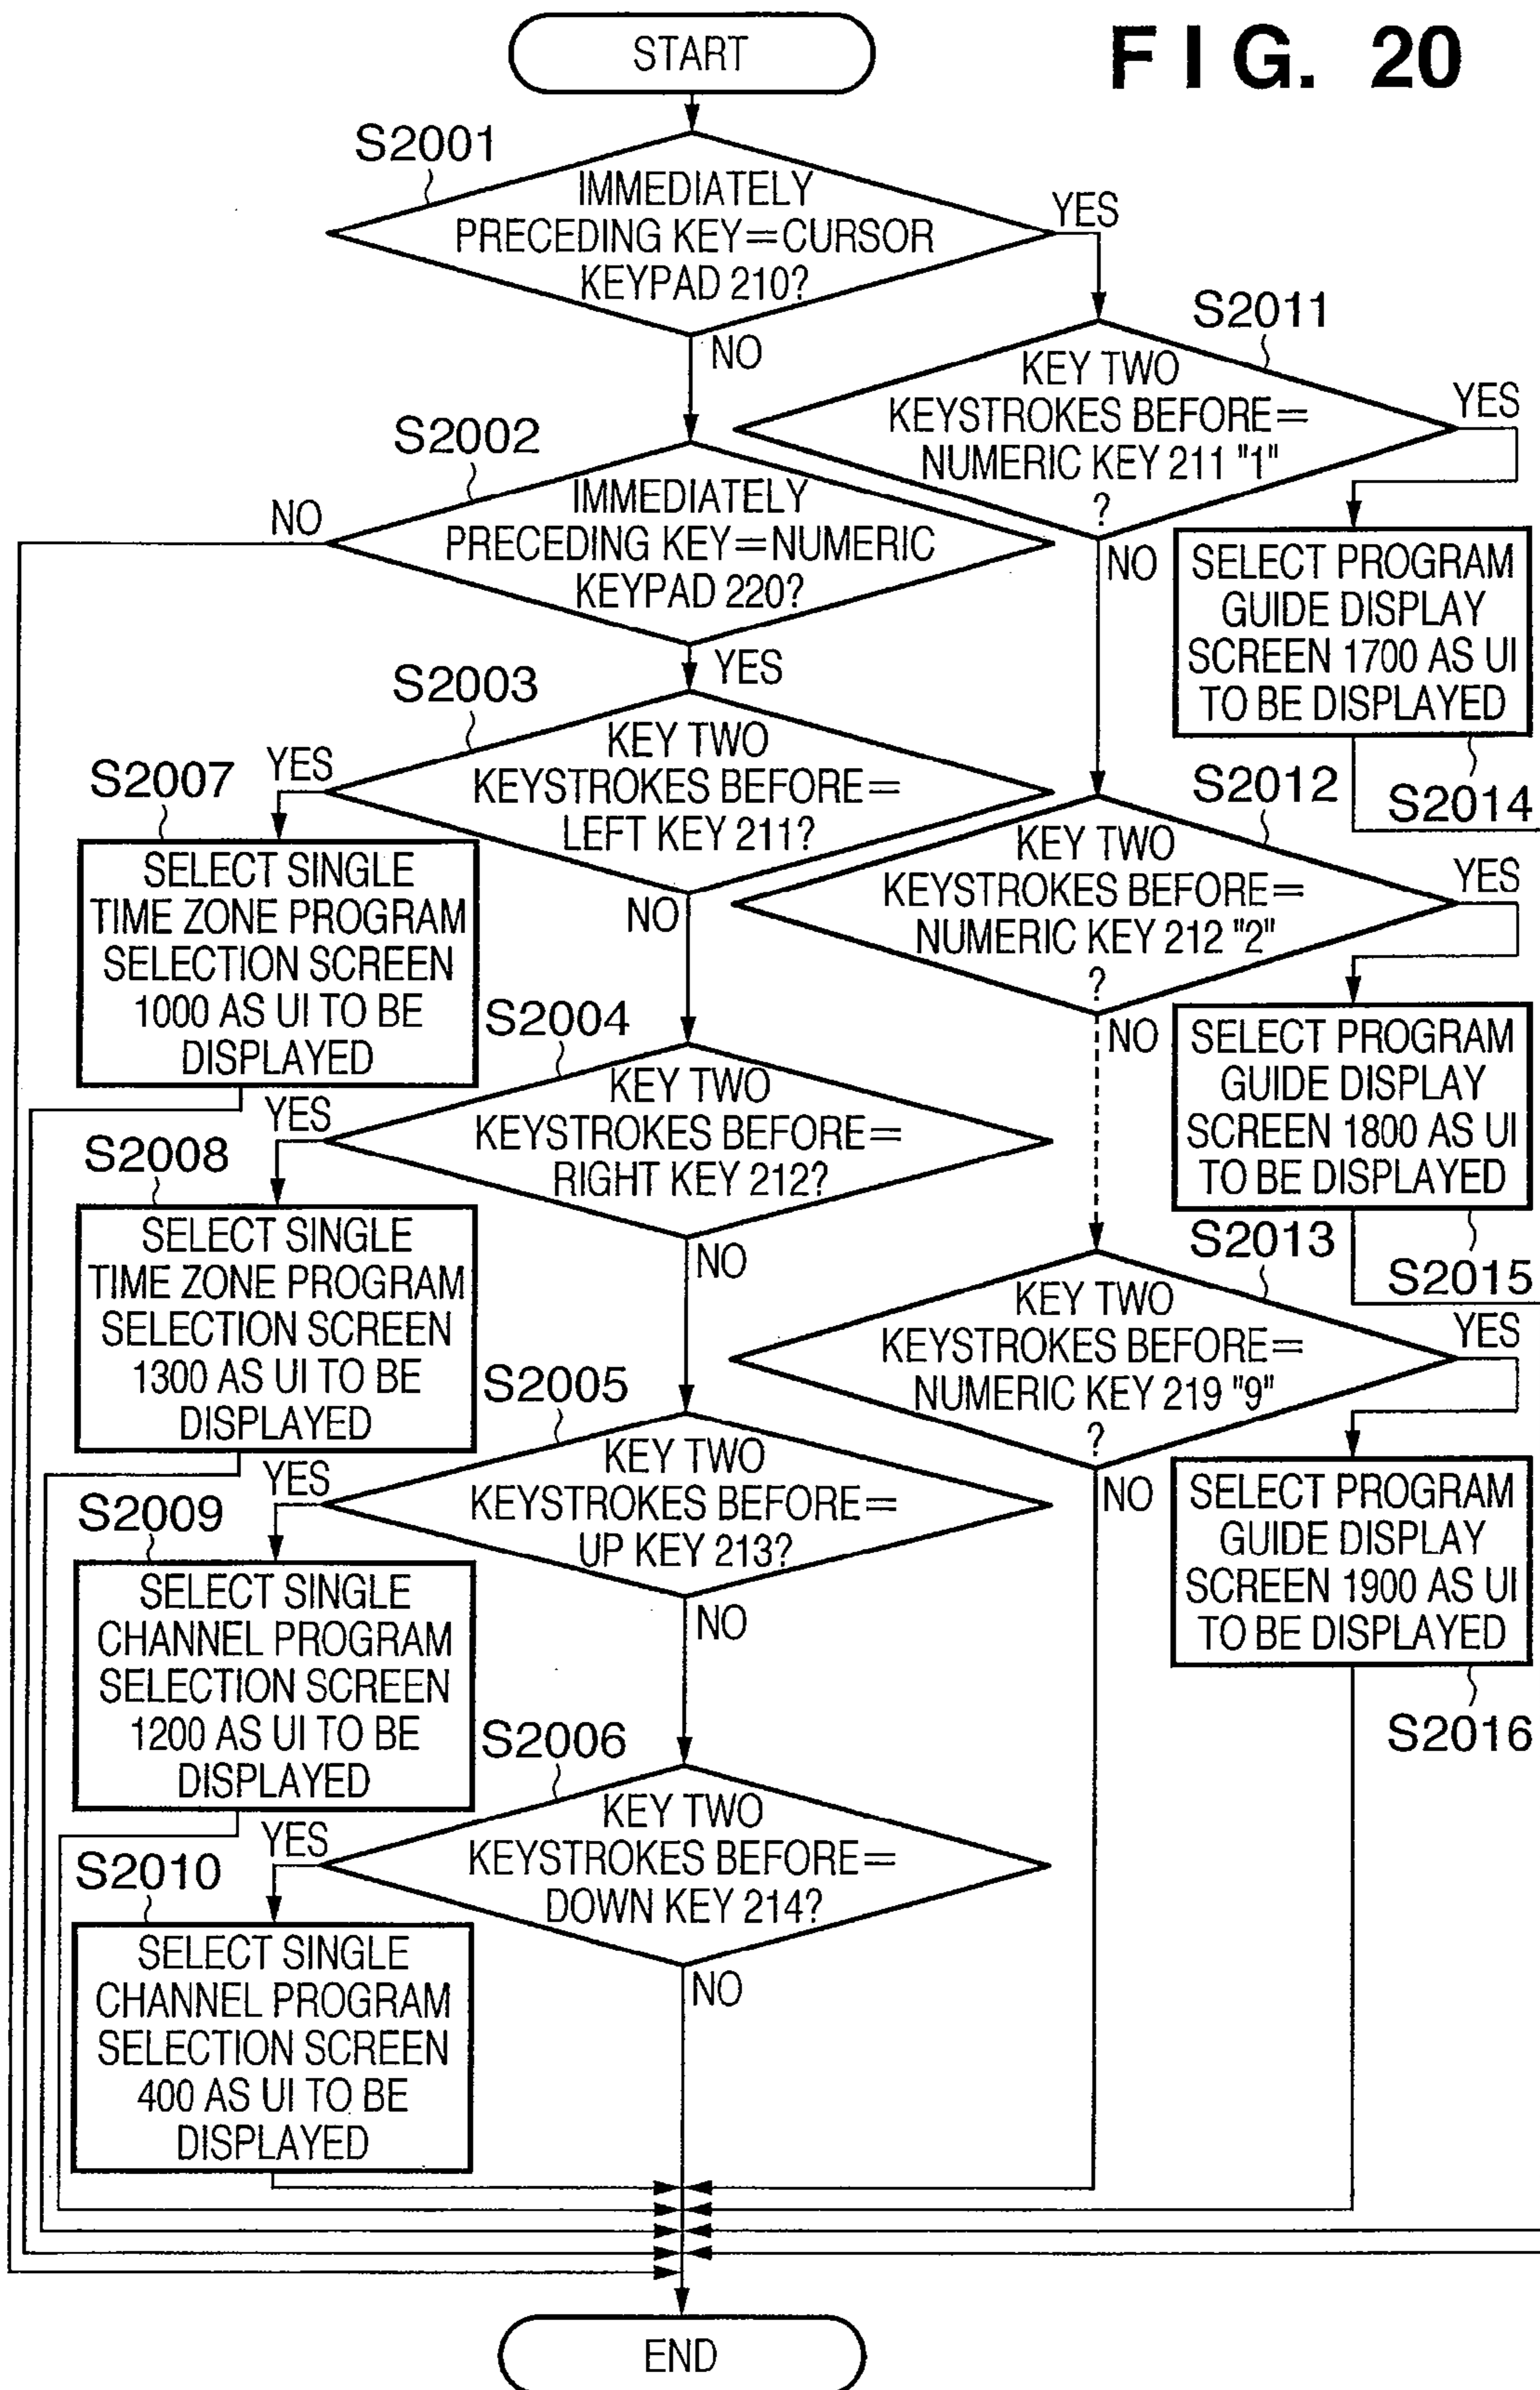 FIG. 20
START
S2001
IMMEDIATELY
PRECEDING KEY=CURSOR
KEYPAD 210?
YES
NO
S2011
KEY TWO
KEYSTROKES BEFORE=
NUMERIC KEY 211 "1"
?
YES
NO
S2002
IMMEDIATELY
PRECEDING KEY=NUMERIC
KEYPAD 220?
NO
YES
SELECT PROGRAM
GUIDE DISPLAY
SCREEN 1700 AS UI
TO BE DISPLAYED
S2014
S2003
KEY TWO
KEYSTROKES BEFORE=
LEFT KEY 211?
YES
NO
S2007
SELECT SINGLE
TIME ZONE PROGRAM
SELECTION SCREEN
1000 AS UI TO BE
DISPLAYED
S2012
KEY TWO
KEYSTROKES BEFORE=
NUMERIC KEY 212 "2"
?
YES
NO
SELECT PROGRAM
GUIDE DISPLAY
SCREEN 1800 AS UI
TO BE DISPLAYED
S2015
S2004
KEY TWO
KEYSTROKES BEFORE=
RIGHT KEY 212?
YES
NO
S2008
SELECT SINGLE
TIME ZONE PROGRAM
SELECTION SCREEN
1300 AS UI TO BE
DISPLAYED
S2013
KEY TWO
KEYSTROKES BEFORE=
NUMERIC KEY 219 "9"
?
YES
NO
SELECT PROGRAM
GUIDE DISPLAY
SCREEN 1900 AS UI
TO BE DISPLAYED
S2016
S2005
KEY TWO
KEYSTROKES BEFORE=
UP KEY 213?
YES
NO
S2009
SELECT SINGLE
CHANNEL PROGRAM
SELECTION SCREEN
1200 AS UI TO BE
DISPLAYED
S2006
KEY TWO
KEYSTROKES BEFORE=
DOWN KEY 214?
YES
NO
S2010
SELECT SINGLE
CHANNEL PROGRAM
SELECTION SCREEN
400 AS UI TO BE
DISPLAYED
END